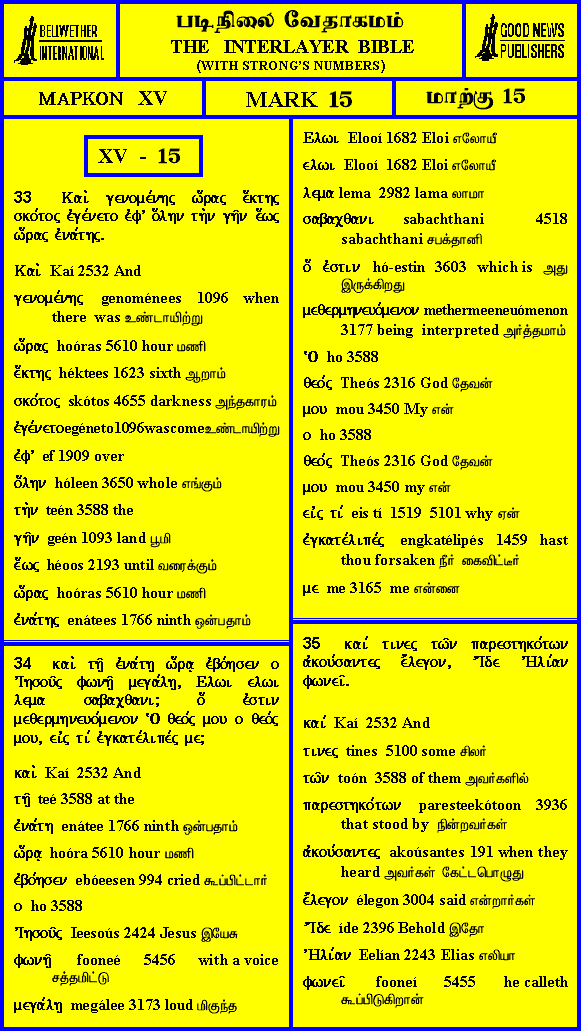 BELLWETHER
INTERNATIONAL
படிநிலை வேதாகமம்
THE INTERLAYER BIBLE
(WITH STRONG'S NUMBERS)
GOOD NEWS
PUBLISHERS
ΜΑΡΚΟΝ XV
MARK 15
மாற்கு 15
XV - 15
33 Καὶ γενομένης ὥρας ἕκτης
σκότος ἐγένετο ἐφ' ὅλην τὴν γῆν ἕως
ὥρας ἐνάτης.
Καὶ Kaí 2532 And
γενομένης genoménees 1096 when
there was உண்டாயிற்று
ὥρας hoóras 5610 hour மணி
ἕκτης héktees 1623 sixth ஆறாம்
σκότος skótos 4655 darkness அந்தகாரம்
ἐγένετο egéneto 1096 was come உண்டாயிற்று
ἐφ' ef 1909 over
ὅλην hóleen 3650 whole எங்கும்
τὴν teén 3588 the
γῆν geén 1093 land பூமி
ἕως héoos 2193 until வரைக்கும்
ὥρας hoóras 5610 hour மணி
ἐνάτης enátees 1766 ninth ஒன்பதாம்
34 καὶ τῇ ἐνάτῃ ὥρᾳ ἐβόησεν ο
Ἰησοῦς φωνῇ μεγάλῃ, Ελωι ελωι
λεμα σαβαχθανι; ὅ ἐστιν
μεθερμηνευόμενον Ὁ θεός μου ο θεός
μου, εἰς τί ἐγκατέλιπές με;
καὶ Kaí 2532 And
τῇ teé 3588 at the
ἐνάτῃ enátee 1766 ninth ஒன்பதாம்
ὥρᾳ hoóra 5610 hour மணி
ἐβόησεν ebóeesen 994 cried கூப்பிட்டார்
ο ho 3588
Ἰησοῦς Ieesoús 2424 Jesus இயேசு
φωνῇ fooneé 5456 with a voice
சத்தமிட்டு
μεγάλῃ megálee 3173 loud மிகுந்த
Ελωι Elooí 1682 Eloi எலோயீ
ελωι Elooí 1682 Eloi எலோயீ
λεμα lema 2982 lama லாமா
σαβαχθανι sabachthani 4518
sabachthani சபக்தானி
ὅ ἐστιν hó-estin 3603 which is அது
இருக்கிறது
μεθερμηνευόμενον methermeeneuómenon
3177 being interpreted அர்த்தமாம்
Ὁ ho 3588
θεός Theós 2316 God தேவன்
μου mou 3450 My என்
ο ho 3588
θεός Theós 2316 God தேவன்
μου mou 3450 my என்
εἰς τί eis tí 1519 5101 why ஏன்
ἐγκατέλιπές engkatélipés 1459 hast
thou forsaken நீர் கைவிட்டீர்
με me 3165 me என்னை
35 καί τινες τῶν παρεστηκότων
ἀκούσαντες ἔλεγον, Ἴδε Ἠλίαν
φωνεῖ.
καί Kaí 2532 And
τινες tines 5100 some சிலர்
τῶν toón 3588 of them அவர்களில்
παρεστηκότων paresteekótoon 3936
that stood by நின்றவர்கள்
ἀκούσαντες akoúsantes 191 when they
heard அவர்கள் கேட்டபொழுது
ἔλεγον élegon 3004 said என்றார்கள்
Ἴδε íde 2396 Behold இதோ
Ἠλίαν Eelían 2243 Elias எலியா
φωνεῖ fooneí 5455 he calleth
கூப்பிடுகிறான்